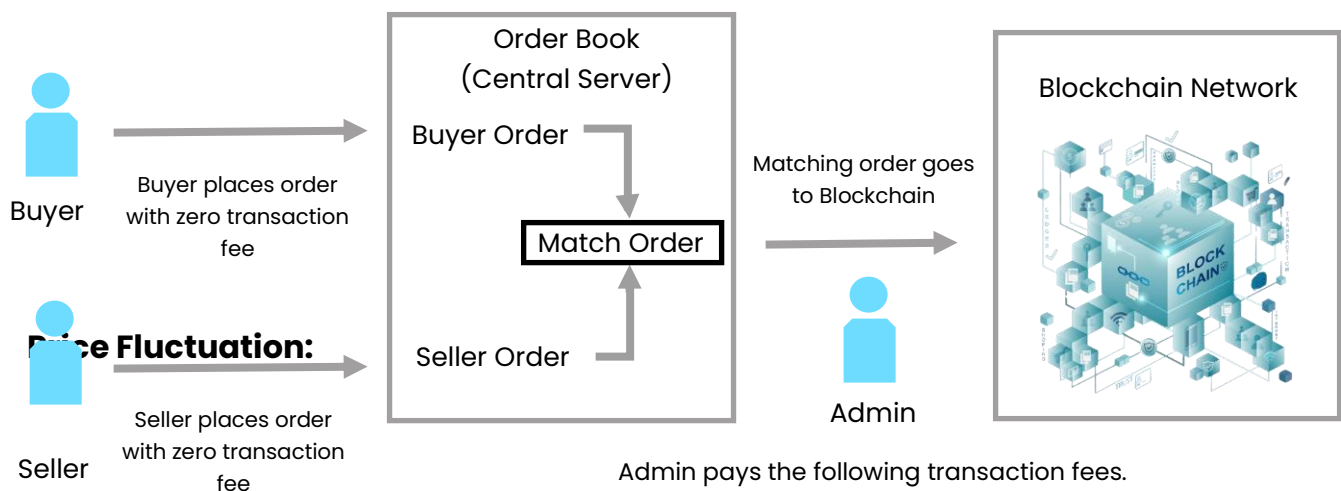 Order Book
(Central Server)
Buyer Order
Match Order
Seller Order
Buyer
Buyer places order
with zero transaction
fee
Price Fluctuation:
Seller
Seller places order
with zero transaction
fee
Matching order goes
to Blockchain
Admin
Blockchain Network
BLOCK
CHAIN
Admin pays the following transaction fees.